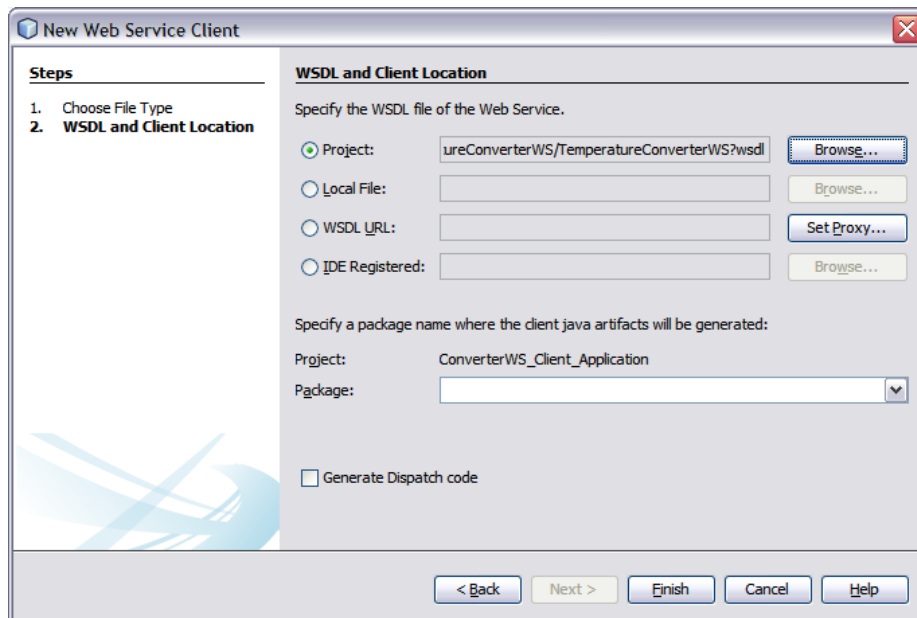 New Web Service Client
Steps
1. Choose File Type
2. WSDL and Client Location
WSDL and Client Location
Specify the WSDL file of the Web Service.
Project: ureConverterWS/TemperatureConverterWS?wsdl Browse...
Local File: Browse...
WSDL URL: Set Proxy...
IDE Registered: Browse...
Specify a package name where the client java artifacts will be generated:
Project: ConverterWS_Client_Application
Package:
Generate Dispatch code
< Back Next > Finish Cancel Help